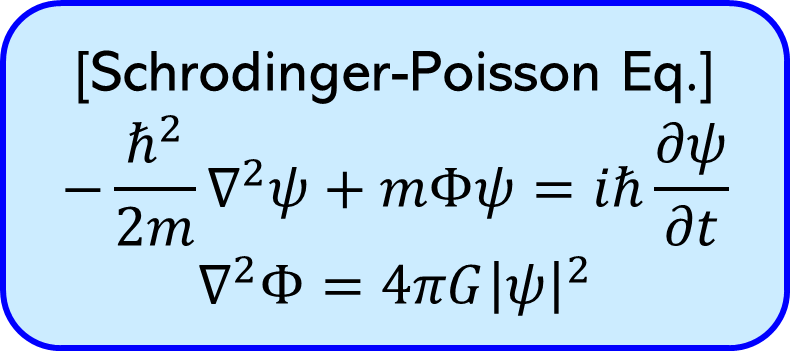 [Schrodinger-Poisson Eq.]
−ℏ²/2m ∇²ψ + mΦψ = iℏ ∂ψ/∂t
∇²Φ = 4πG|ψ|²